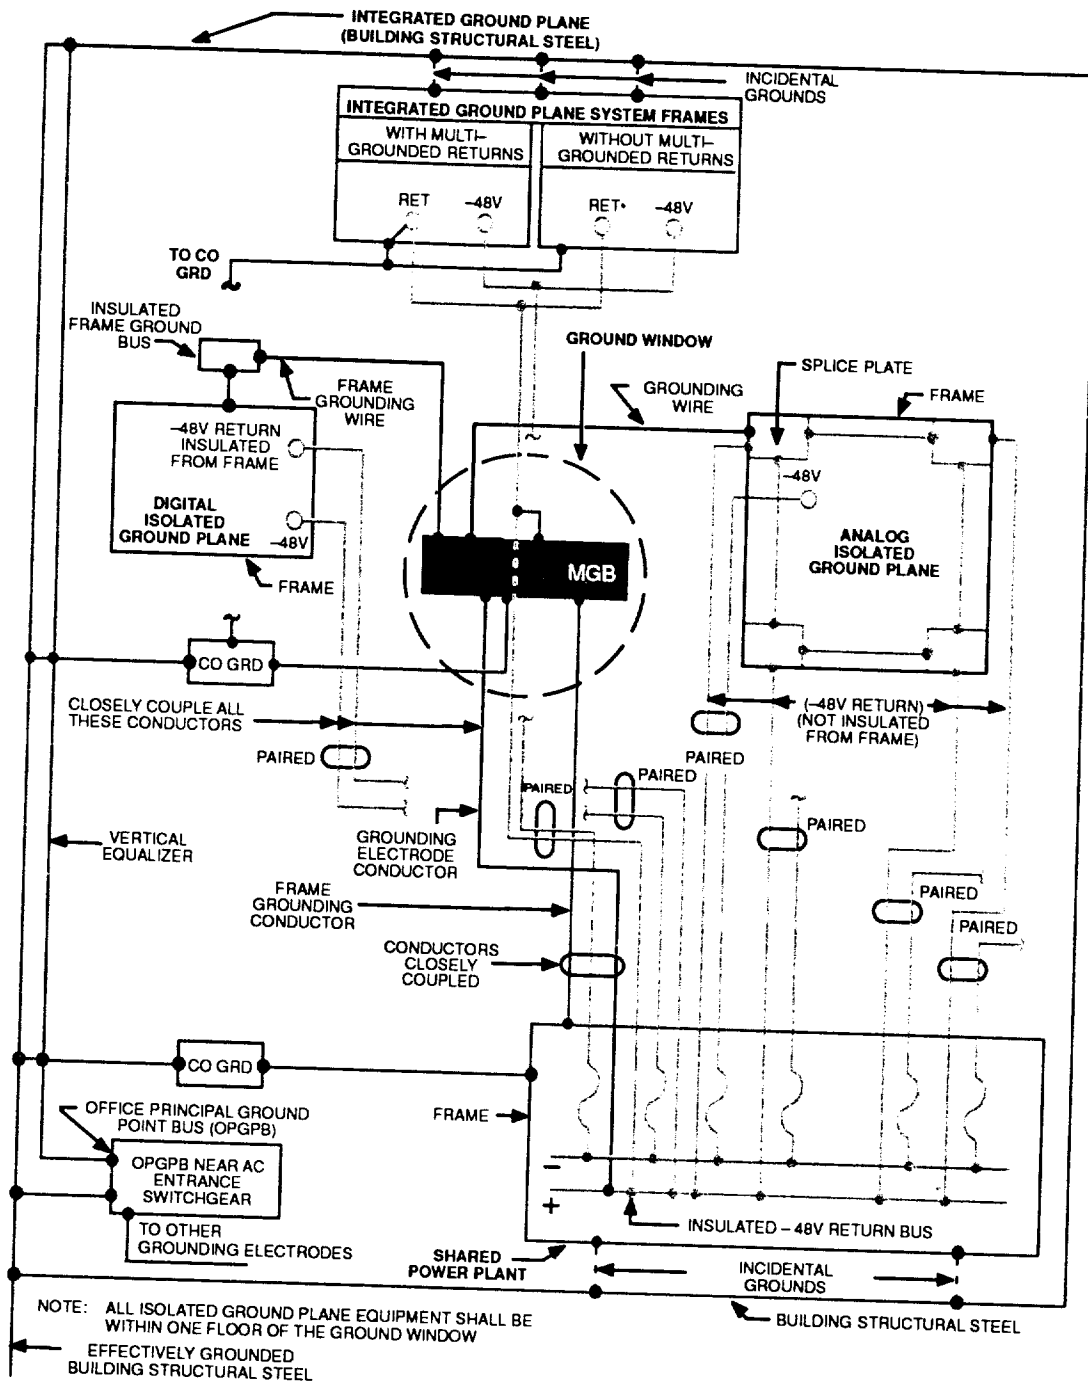 INTEGRATED GROUND PLANE
(BUILDING STRUCTURAL STEEL)
INCIDENTAL
GROUNDS
INTEGRATED GROUND PLANE SYSTEM FRAMES
WITH MULTI-
GROUNDED RETURNS
WITHOUT MULTI-
GROUNDED RETURNS
RET
-48V
RET•
-48V
TO CO
GRD
INSULATED
FRAME GROUND
BUS
FRAME
GROUNDING
WIRE
GROUND WINDOW
GROUNDING
WIRE
SPLICE PLATE
FRAME
-48V RETURN
INSULATED
FROM FRAME
DIGITAL
ISOLATED
GROUND PLANE
-48V
FRAME
MGB
-48V
ANALOG
ISOLATED
GROUND PLANE
CO GRD
CLOSELY COUPLE ALL
THESE CONDUCTORS
(-48V RETURN)
(NOT INSULATED
FROM FRAME)
PAIRED
PAIRED
PAIRED
PAIRED
PAIRED
VERTICAL
EQUALIZER
GROUNDING
ELECTRODE
CONDUCTOR
FRAME
GROUNDING
CONDUCTOR
PAIRED
PAIRED
CONDUCTORS
CLOSELY
COUPLED
CO GRD
FRAME
OFFICE PRINCIPAL GROUND
POINT BUS (OPGPB)
OPGPB NEAR AC
ENTRANCE
SWITCHGEAR
TO OTHER
GROUNDING ELECTRODES
-
+
INSULATED - 48V RETURN BUS
SHARED
POWER PLANT
INCIDENTAL
GROUNDS
BUILDING STRUCTURAL STEEL
NOTE: ALL ISOLATED GROUND PLANE EQUIPMENT SHALL BE
WITHIN ONE FLOOR OF THE GROUND WINDOW
EFFECTIVELY GROUNDED
BUILDING STRUCTURAL STEEL